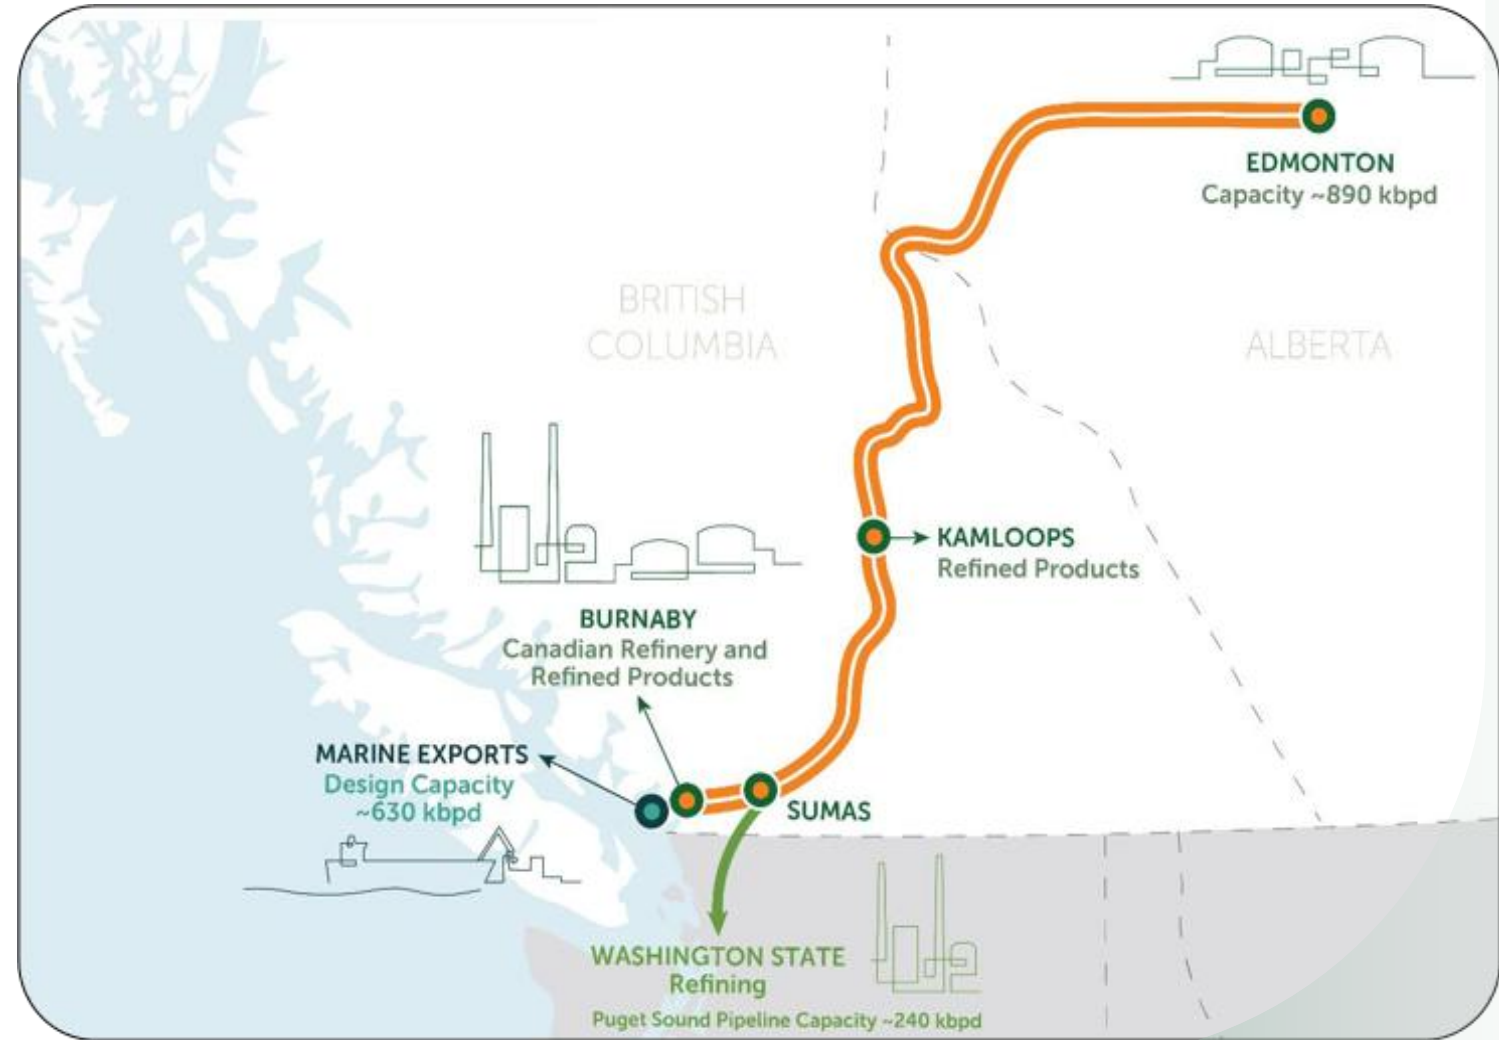 EDMONTON
Capacity ~890 kbpd
BRITISH
COLUMBIA
ALBERTA
KAMLOOPS
Refined Products
BURNABY
Canadian Refinery and
Refined Products
MARINE EXPORTS
Design Capacity
~630 kbpd
SUMAS
WASHINGTON STATE
Refining
Puget Sound Pipeline Capacity ~240 kbpd